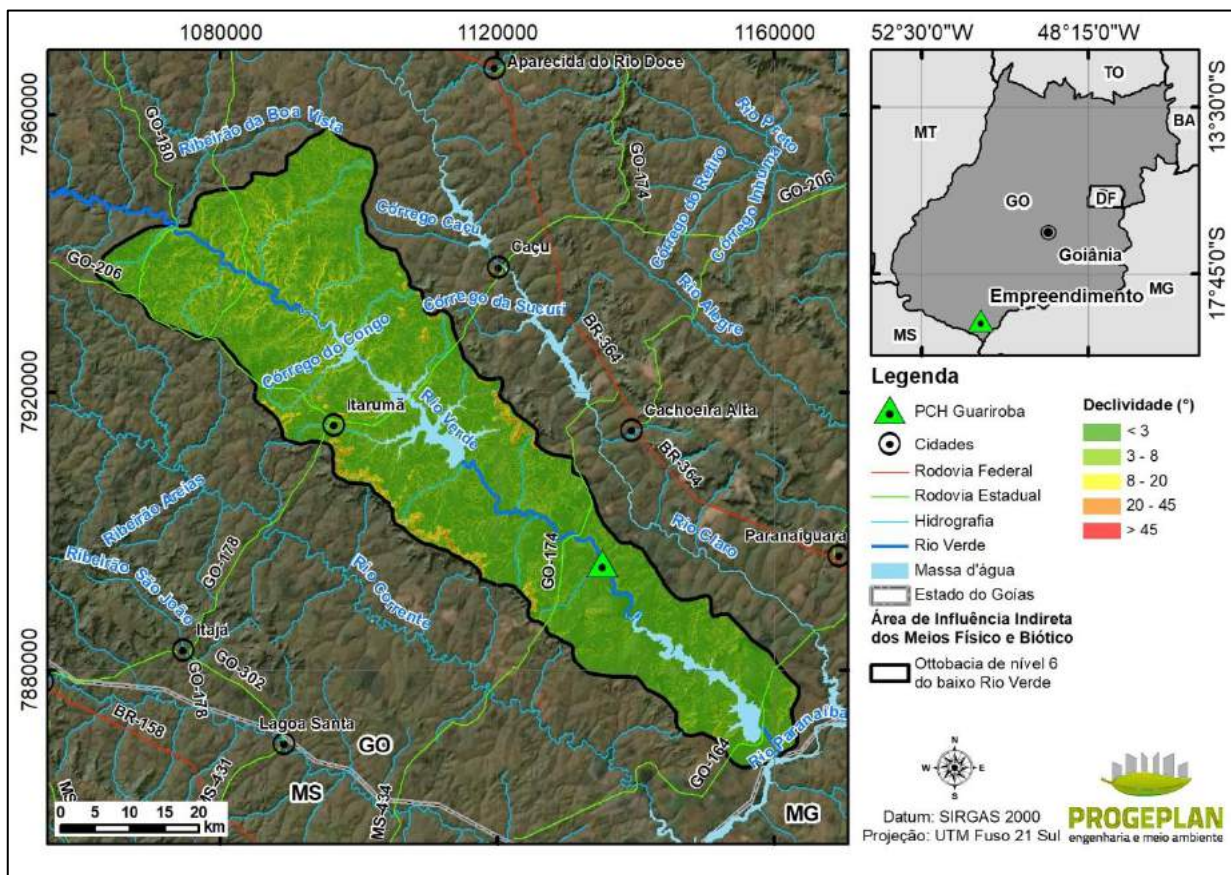 1080000
1120000
1160000
7960000
7920000
7880000
Aparecida do Rio Doce
Ribeirão da Boa Vista
GO-180
Rio Preto
GO-174
Córrego do Retiro
Córrego Inhuma
GO-206
Córrego Caçu
Caçu
GO-206
Córrego da Sucuri
Rio Alegre
Córrego do Congo
BR-364
Itarumã
Rio Verde
Cachoeira Alta
BR-364
Ribeirão Areias
Rio Claro
Paranaiguara
GO-178
GO-174
Ribeirão São João
Rio Corrente
Itajá
GO-302
GO-178
Lagoa Santa
BR-158
GO
Rio Paranaíba
GO-164
MS-431
MS
MS-434
MS
MG
0 5 10 15 20
km
52°30'0"W
48°15'0"W
13°30'0"S
17°45'0"S
TO
MT
BA
GO
DF
Goiânia
MG
Empreendimento
MS
Legenda
PCH Guariroba
Cidades
Rodovia Federal
Rodovia Estadual
Hidrografia
Rio Verde
Massa d'água
Estado do Goías
Área de Influência Indireta
dos Meios Físico e Biótico
Ottobacia de nível 6
do baixo Rio Verde
Declividade (°)
< 3
3 - 8
8 - 20
20 - 45
> 45
N
W
E
S
Datum: SIRGAS 2000
Projeção: UTM Fuso 21 Sul
PROGEPLAN
engenharia e meio ambiente